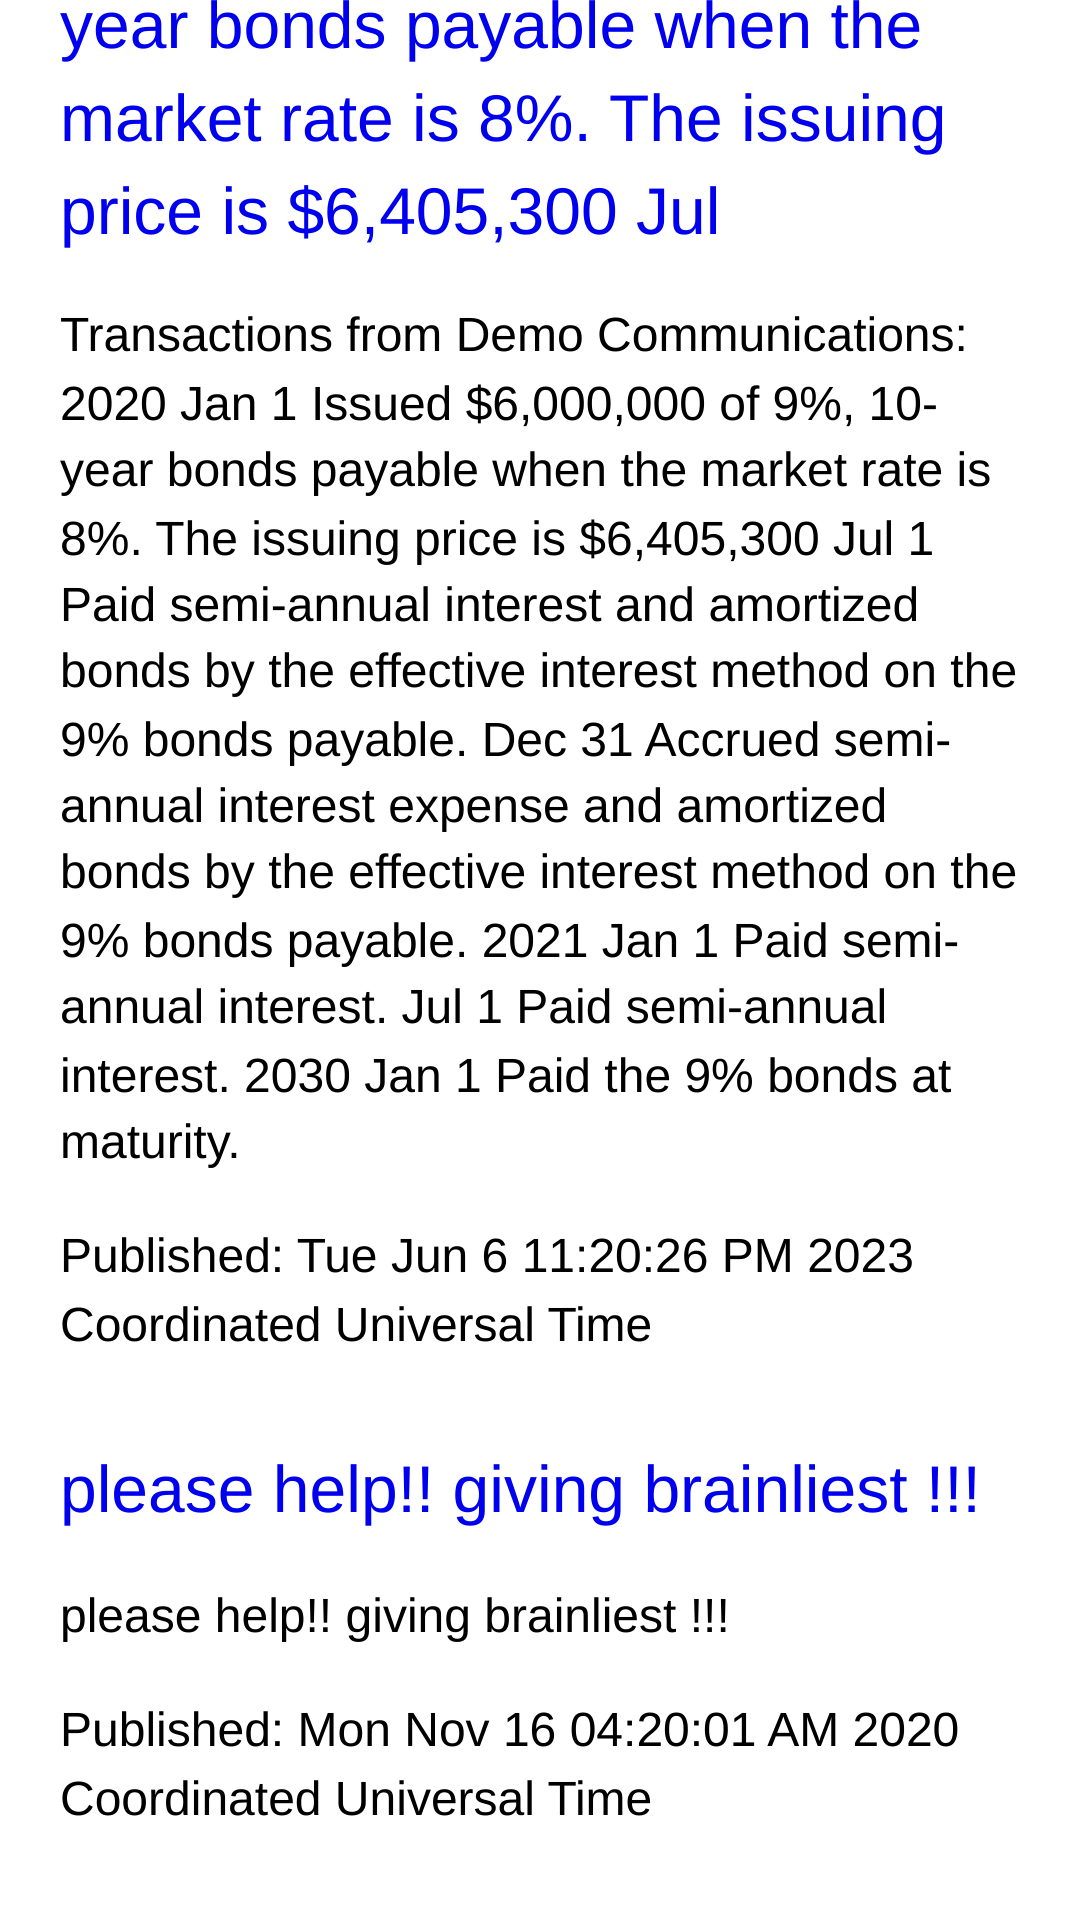 year bonds payable when the
market rate is 8%. The issuing
price is $6,405,300 Jul
Transactions from Demo Communications:
2020 Jan 1 Issued $6,000,000 of 9%, 10-
year bonds payable when the market rate is
8%. The issuing price is $6,405,300 Jul 1
Paid semi-annual interest and amortized
bonds by the effective interest method on the
9% bonds payable. Dec 31 Accrued semi-
annual interest expense and amortized
bonds by the effective interest method on the
9% bonds payable. 2021 Jan 1 Paid semi-
annual interest. Jul 1 Paid semi-annual
interest. 2030 Jan 1 Paid the 9% bonds at
maturity.
Published: Tue Jun 6 11:20:26 PM 2023
Coordinated Universal Time
please help!! giving brainliest !!!
please help!! giving brainliest !!!
Published: Mon Nov 16 04:20:01 AM 2020
Coordinated Universal Time